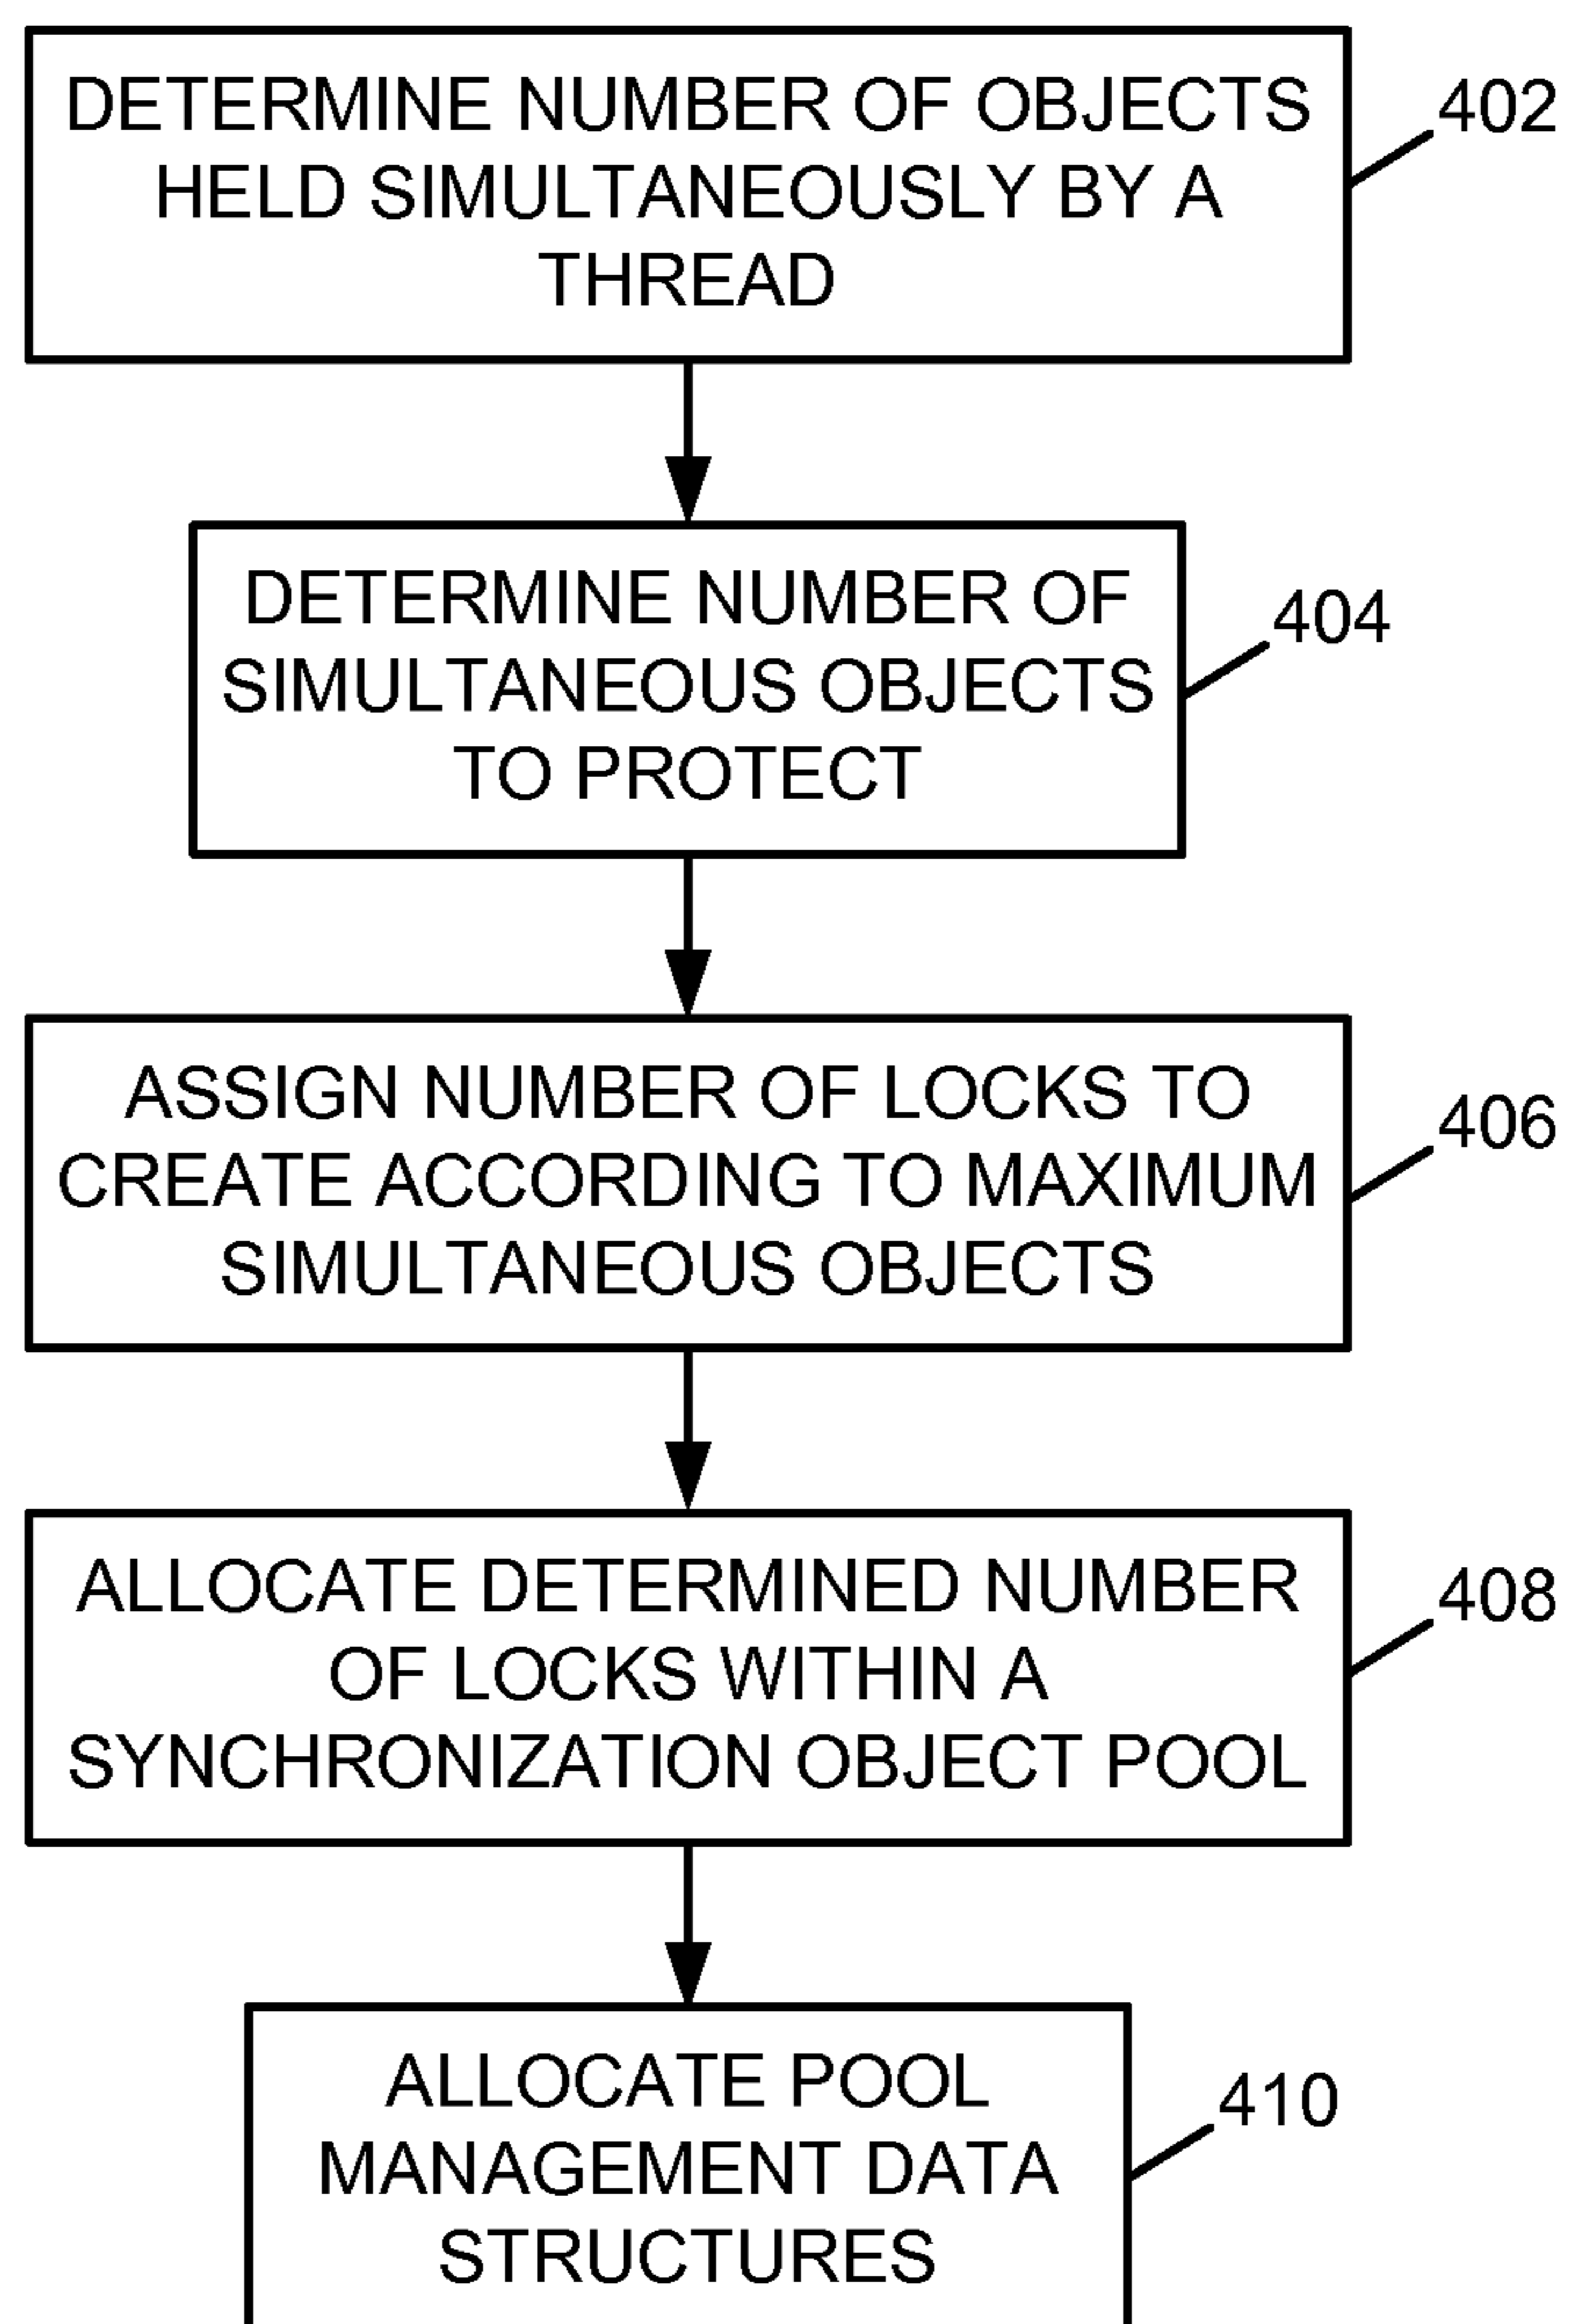 DETERMINE NUMBER OF OBJECTS
HELD SIMULTANEOUSLY BY A
THREAD
402
DETERMINE NUMBER OF
SIMULTANEOUS OBJECTS
TO PROTECT
404
ASSIGN NUMBER OF LOCKS TO
CREATE ACCORDING TO MAXIMUM
SIMULTANEOUS OBJECTS
406
ALLOCATE DETERMINED NUMBER
OF LOCKS WITHIN A
SYNCHRONIZATION OBJECT POOL
408
ALLOCATE POOL
MANAGEMENT DATA
STRUCTURES
410